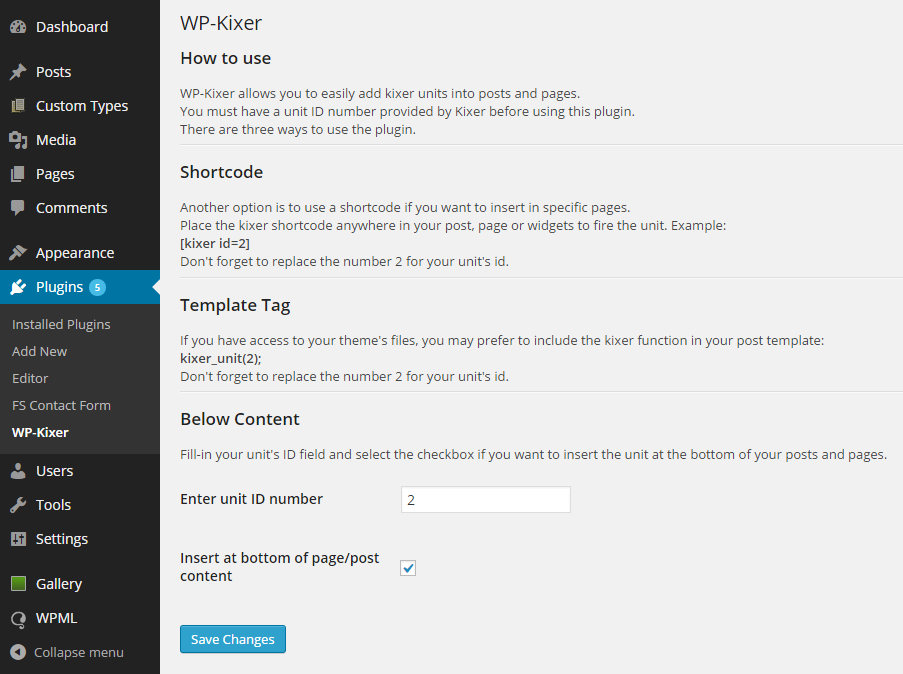 Dashboard
Posts
Custom Types
Media
Pages
Comments
Appearance
Plugins 5
Installed Plugins
Add New
Editor
FS Contact Form
WP-Kixer
Users
Tools
Settings
Gallery
WPML
Collapse menu
WP-Kixer
How to use
WP-Kixer allows you to easily add kixer units into posts and pages.
You must have a unit ID number provided by Kixer before using this plugin.
There are three ways to use the plugin.
Shortcode
Another option is to use a shortcode if you want to insert in specific pages.
Place the kixer shortcode anywhere in your post, page or widgets to fire the unit. Example:
[kixer id=2]
Don't forget to replace the number 2 for your unit's id.
Template Tag
If you have access to your theme's files, you may prefer to include the kixer function in your post template:
kixer_unit(2);
Don't forget to replace the number 2 for your unit's id.
Below Content
Fill-in your unit's ID field and select the checkbox if you want to insert the unit at the bottom of your posts and pages.
Enter unit ID number 2
Insert at bottom of page/post
content
Save Changes